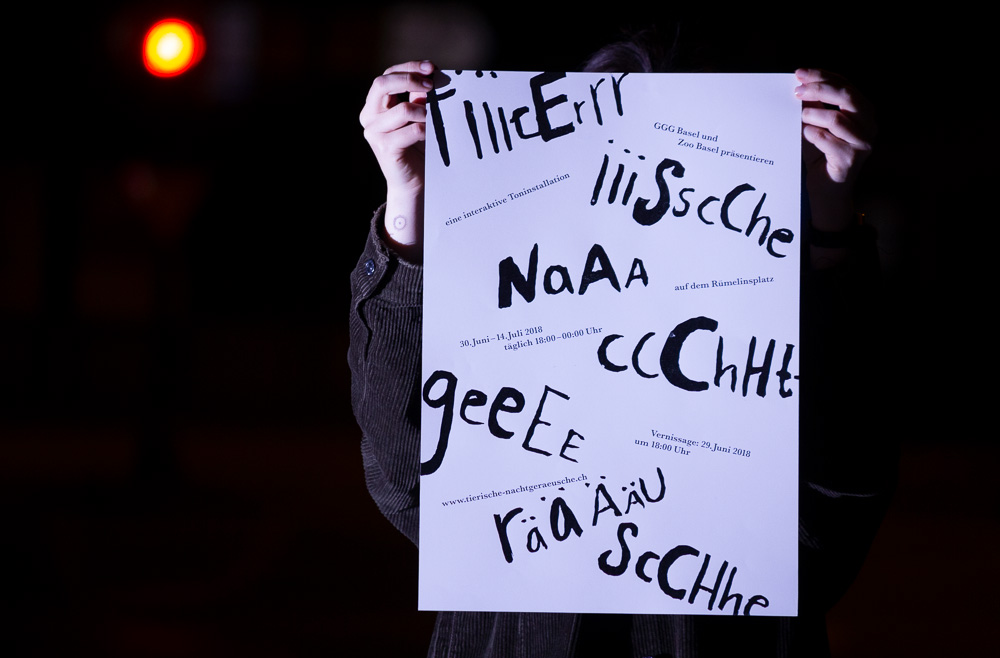 TiiieErrr
GGG Basel und
Zoo Basel präsentieren
iiiSscChe
eine interaktive Toninstallation
NaAA
auf dem Rümelinsplatz
30. Juni–14. Juli 2018
täglich 18:00–00:00 Uhr
ccChHt
geeEE
Vernissage: 29. Juni 2018
um 18:00 Uhr
www.tierische-nachtgeraeusche.ch
rääÄäU
ScCHhe